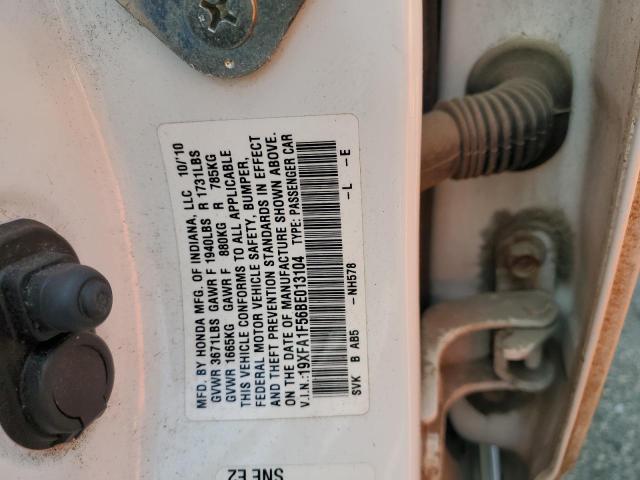 MFD. BY HONDA MFG. OF INDIANA, LLC 10/'10
GVWR 3671LBS GAWR F 1940LBS R 1731LBS
GVWR 1665KG GAWR F 880KG R 785KG
THIS VEHICLE CONFORMS TO ALL APPLICABLE
FEDERAL MOTOR VEHICLE SAFETY, BUMPER,
AND THEFT PREVENTION STANDARDS IN EFFECT
ON THE DATE OF MANUFACTURE SHOWN ABOVE.
V.I.N.:19XFA1F56BE013104 TYPE: PASSENGER CAR
SVK B AB5 -NH578 -L -E
SNE E2